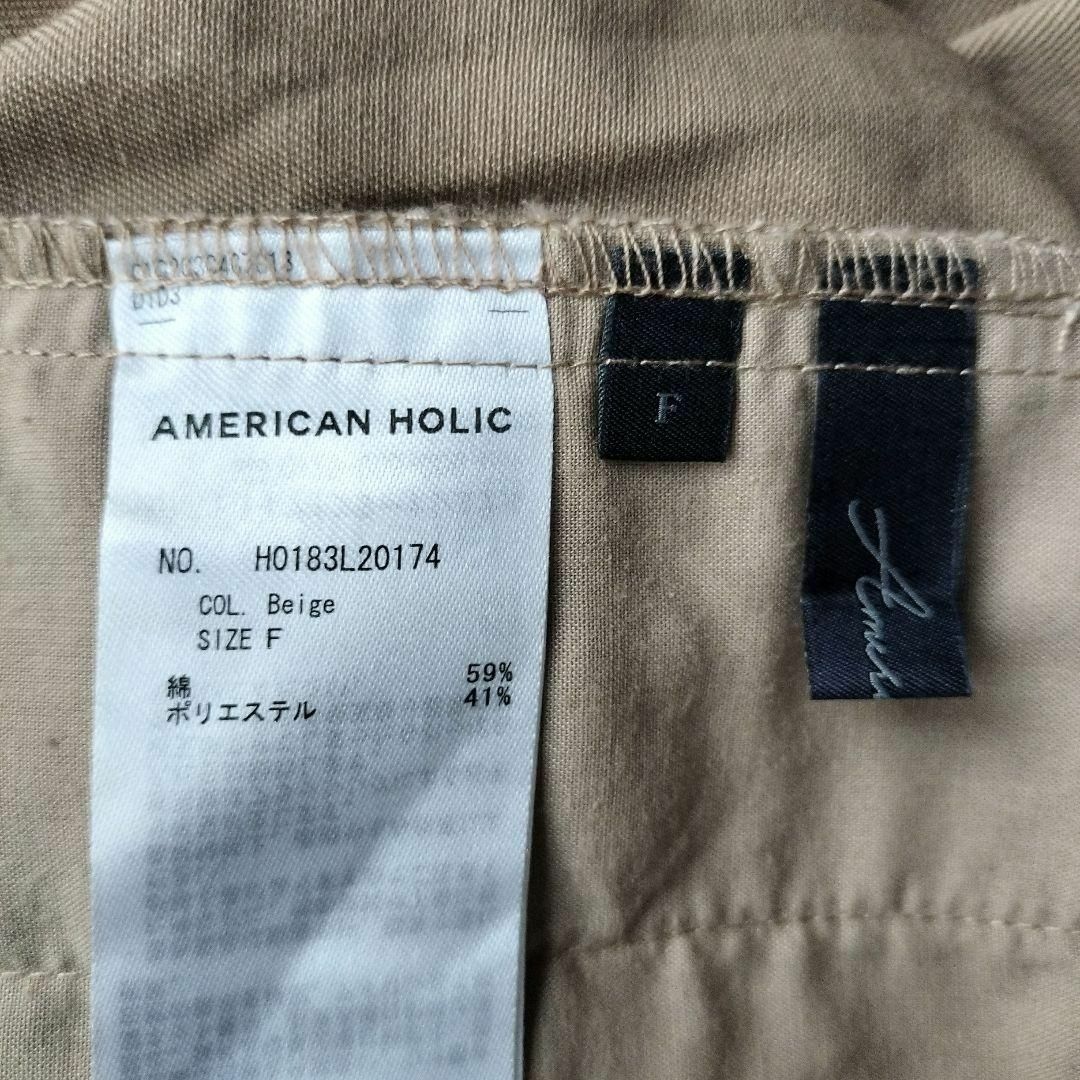 AMERICAN HOLIC
NO. H0183L20174
COL. Beige
SIZE F
綿 59%
ポリエステル 41%
F